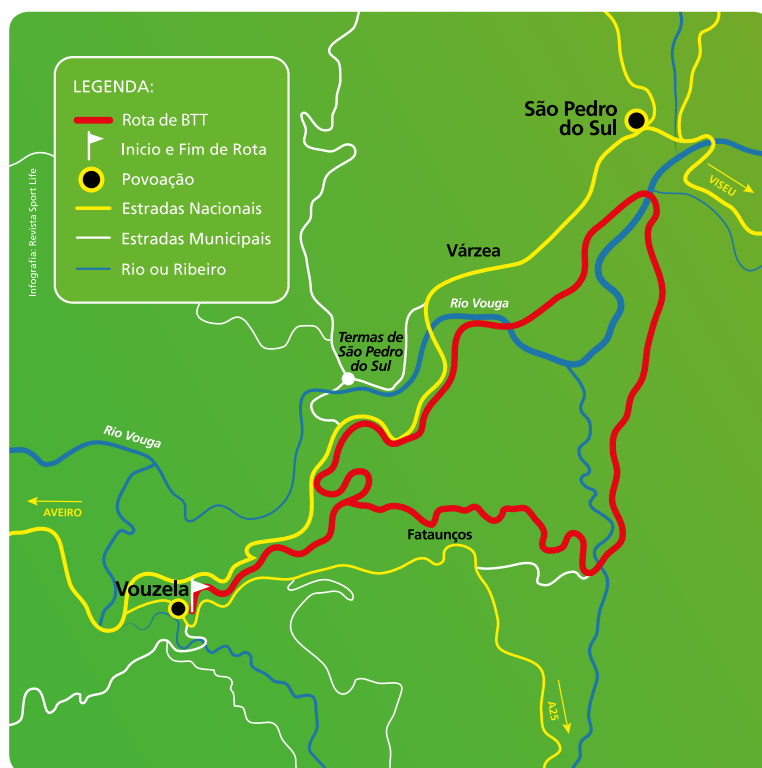 LEGENDA:
Rota de BTT
Inicio e Fim de Rota
Povoação
Estradas Nacionais
Estradas Municipais
Rio ou Ribeiro
Infografia: Revista Sport Life
São Pedro
do Sul
VISEU
Várzea
Rio Vouga
Termas de
São Pedro
do Sul
Rio Vouga
AVEIRO
Fataunços
Vouzela
A25